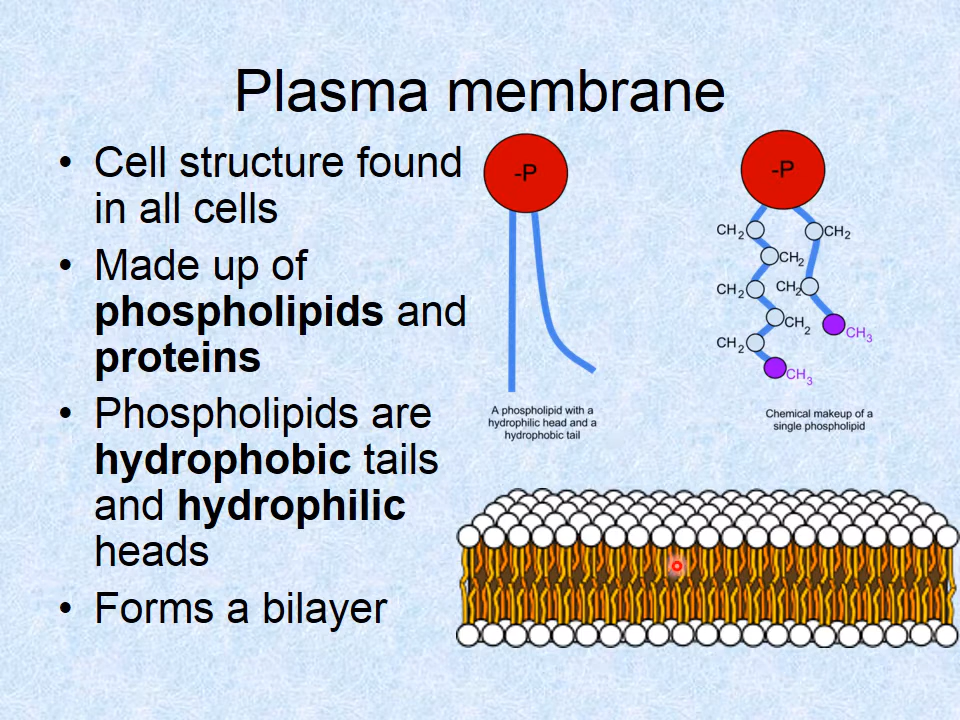 Plasma membrane
• Cell structure found
in all cells
• Made up of
phospholipids and
proteins
• Phospholipids are
hydrophobic tails
and hydrophilic
heads
• Forms a bilayer
-P
A phospholipid with a
hydrophilic head and a
hydrophobic tail
-P
CH2
CH2
CH2
CH2
CH2
CH2
CH2
CH3
CH3
Chemical makeup of a
single phospholipid